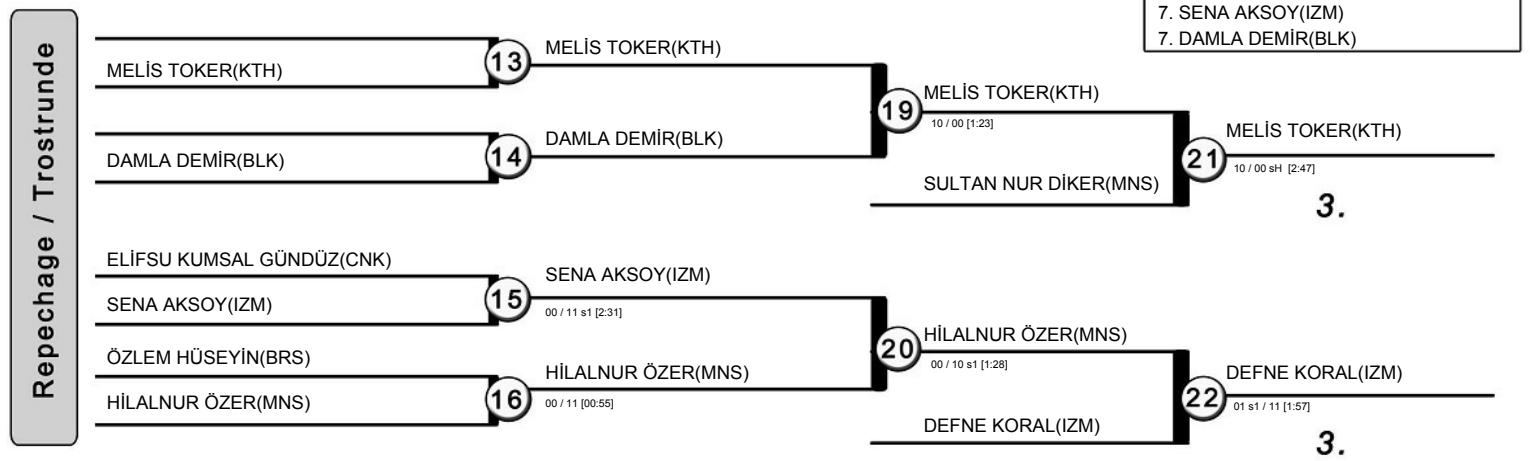 7. SENA AKSOY(IZM)
7. DAMLA DEMİR(BLK)
Repechage / Trostrunde
MELİS TOKER(KTH)
13
MELİS TOKER(KTH)
DAMLA DEMİR(BLK)
14
DAMLA DEMİR(BLK)
19
MELİS TOKER(KTH)
10 / 00 [1:23]
SULTAN NUR DİKER(MNS)
21
MELİS TOKER(KTH)
10 / 00 sH [2:47]
3.
ELİFSU KUMSAL GÜNDÜZ(CNK)
SENA AKSOY(IZM)
15
SENA AKSOY(IZM)
00 / 11 s1 [2:31]
ÖZLEM HÜSEYİN(BRS)
HİLALNUR ÖZER(MNS)
16
HİLALNUR ÖZER(MNS)
00 / 11 [00:55]
20
HİLALNUR ÖZER(MNS)
00 / 10 s1 [1:28]
DEFNE KORAL(IZM)
22
DEFNE KORAL(IZM)
01 s1 / 11 [1:57]
3.